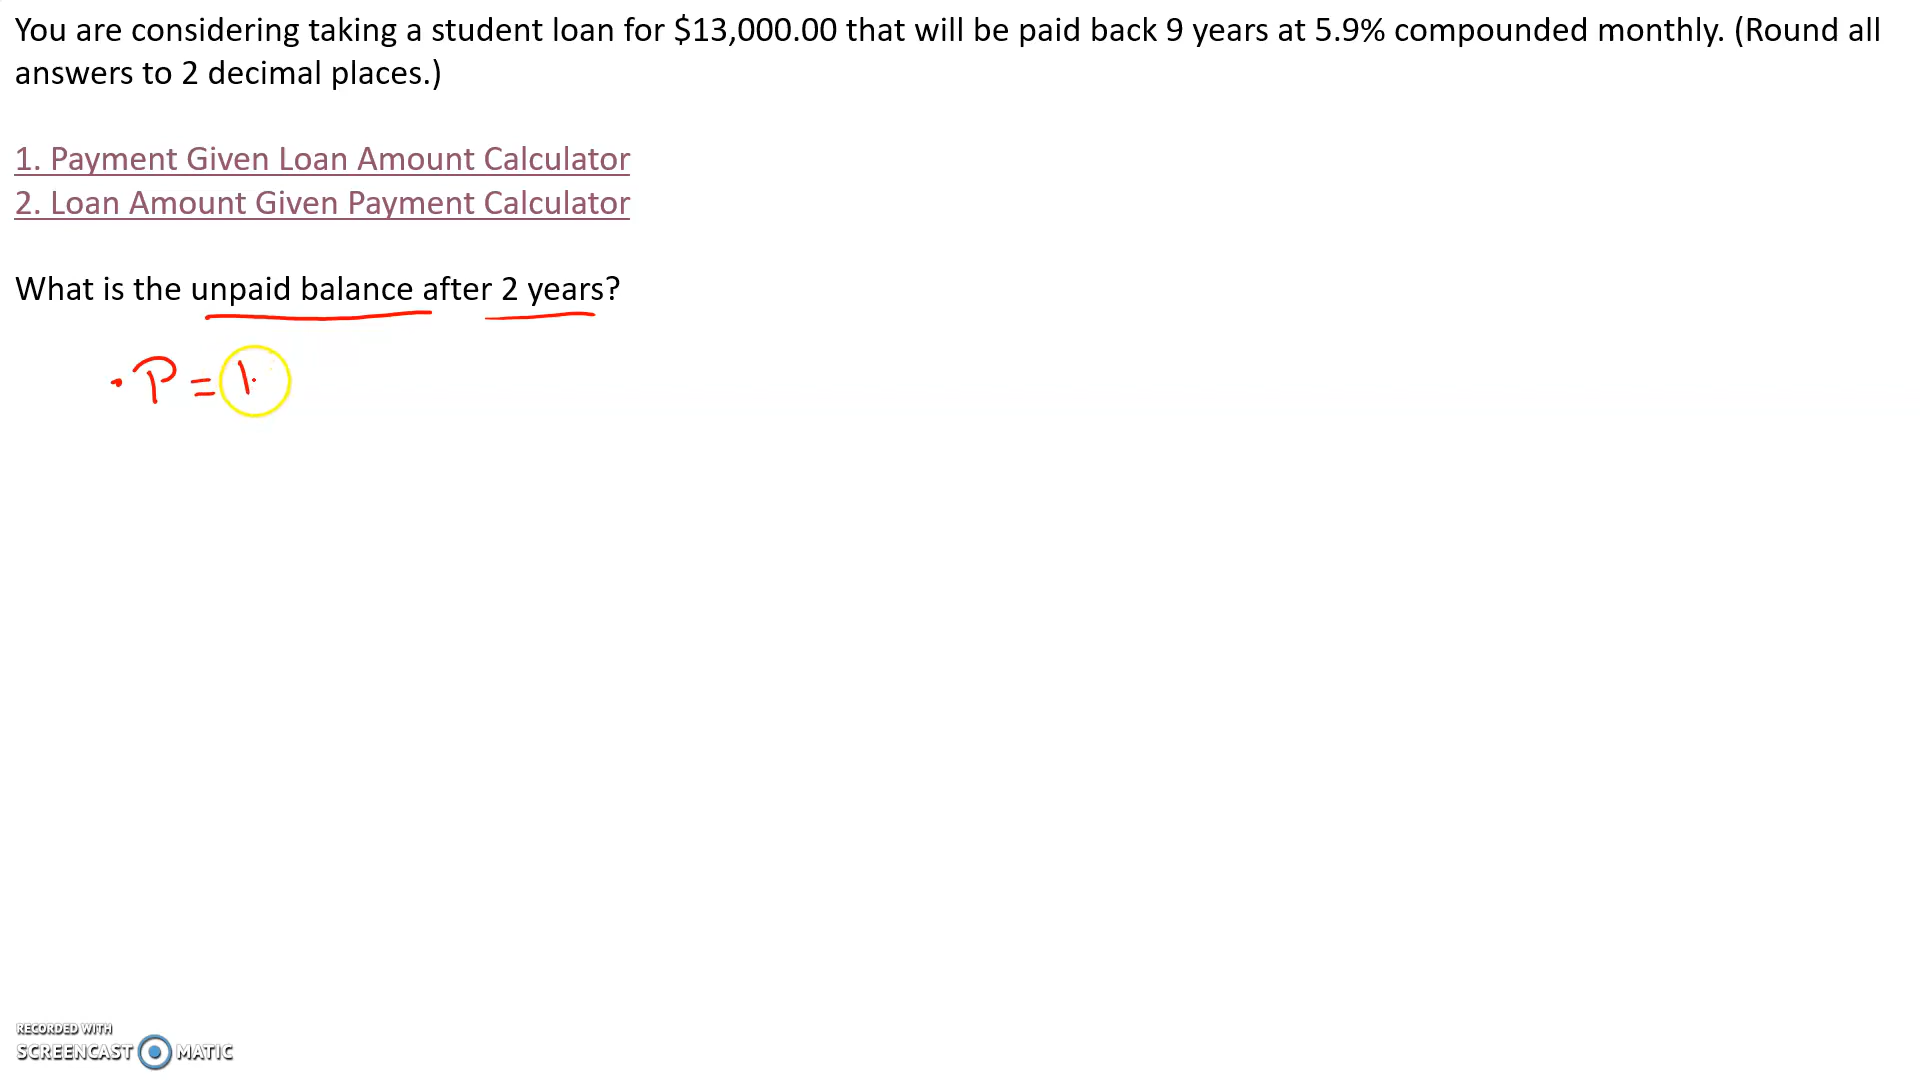 You are considering taking a student loan for $13,000.00 that will be paid back 9 years at 5.9% compounded monthly. (Round all
answers to 2 decimal places.)
1. Payment Given Loan Amount Calculator
2. Loan Amount Given Payment Calculator
What is the unpaid balance after 2 years?
• P = 1
RECORDED WITH
SCREENCAST MATIC